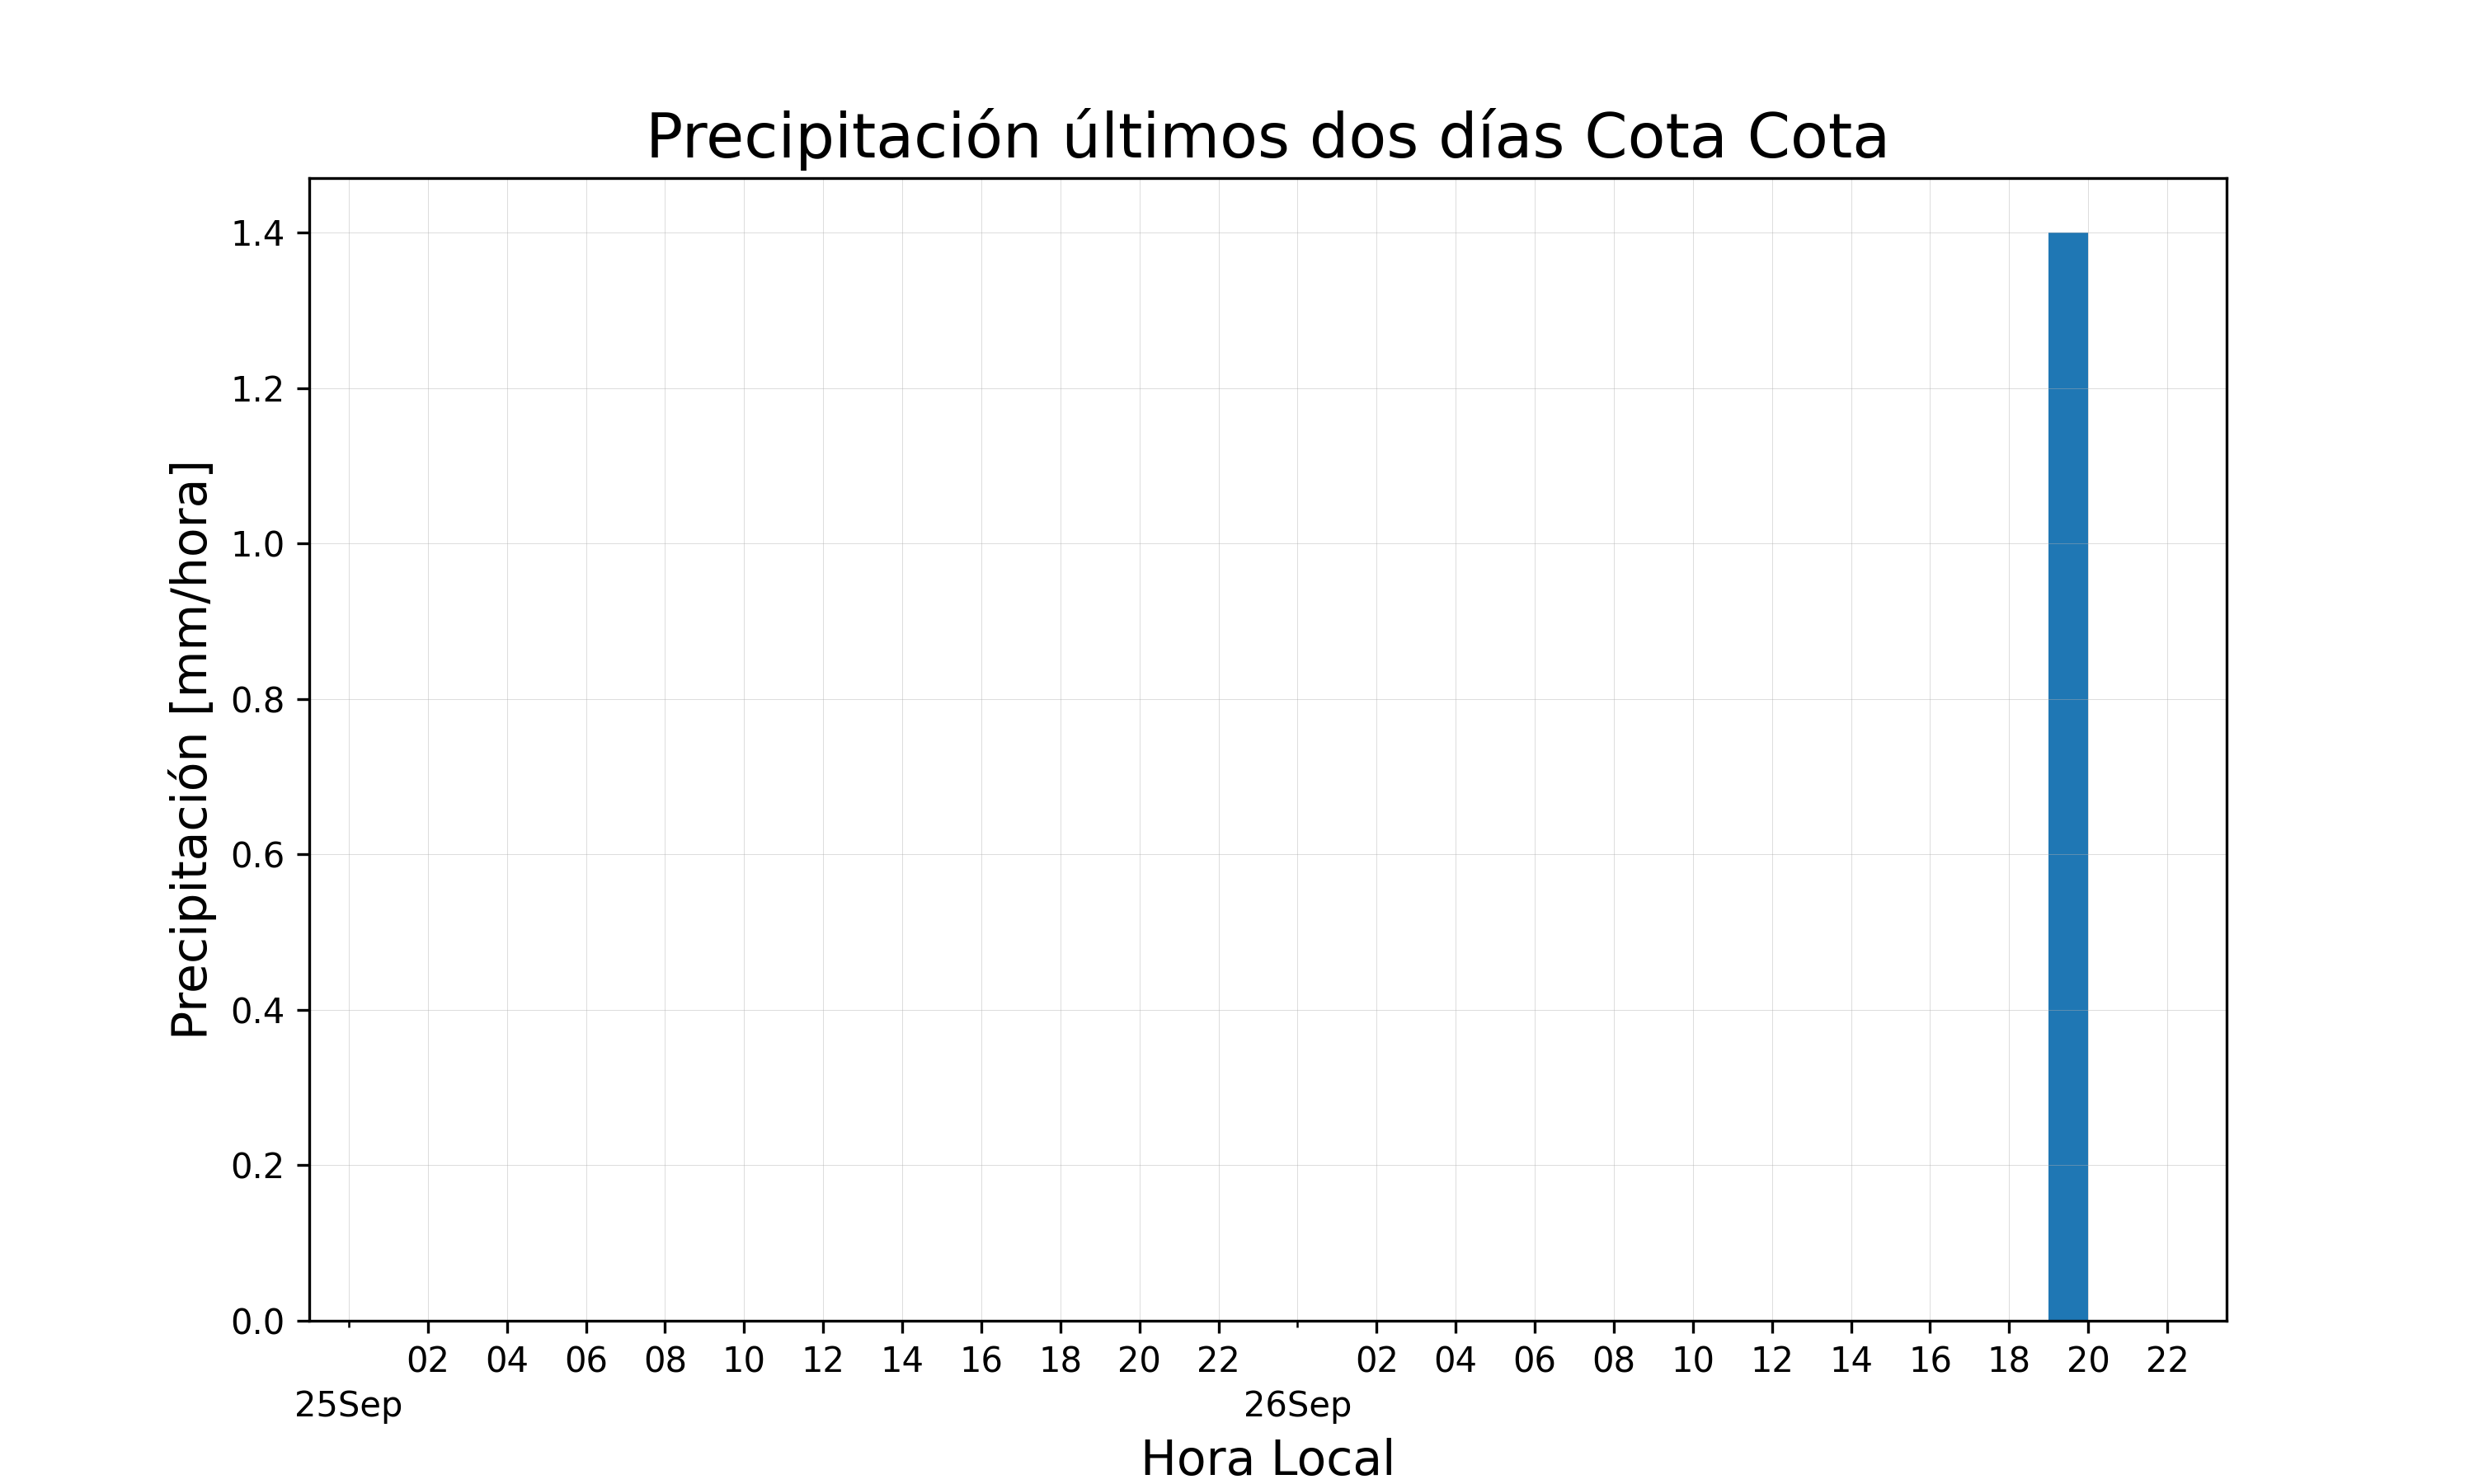 Precipitación últimos dos días Cota Cota
Precipitación [mm/hora]
1.4
1.2
1.0
0.8
0.6
0.4
0.2
0.0
02 04 06 08 10 12 14 16 18 20 22 02 04 06 08 10 12 14 16 18 20 22
25Sep 26Sep
Hora Local